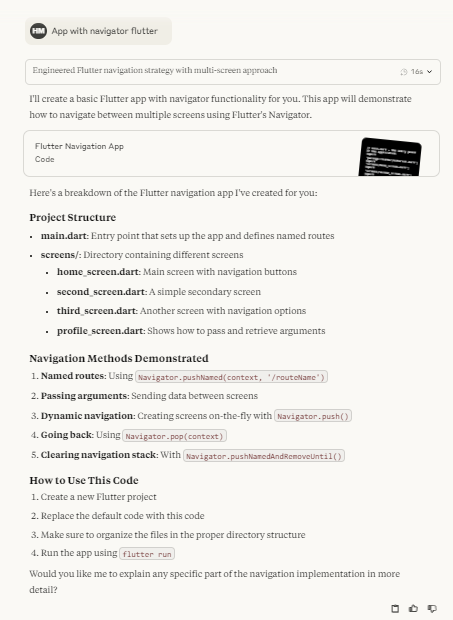 HM App with navigator flutter
Engineered Flutter navigation strategy with multi-screen approach 16s
I'll create a basic Flutter app with navigator functionality for you. This app will demonstrate
how to navigate between multiple screens using Flutter's Navigator.
Flutter Navigation App
Code
Here's a breakdown of the Flutter navigation app I've created for you:
Project Structure
• main.dart: Entry point that sets up the app and defines named routes
• screens/: Directory containing different screens
• home_screen.dart: Main screen with navigation buttons
• second_screen.dart: A simple secondary screen
• third_screen.dart: Another screen with navigation options
• profile_screen.dart: Shows how to pass and retrieve arguments
Navigation Methods Demonstrated
1. Named routes: Using Navigator.pushNamed(context, '/routeName')
2. Passing arguments: Sending data between screens
3. Dynamic navigation: Creating screens on-the-fly with Navigator.push()
4. Going back: Using Navigator.pop(context)
5. Clearing navigation stack: With Navigator.pushNamedAndRemoveUntil()
How to Use This Code
1. Create a new Flutter project
2. Replace the default code with this code
3. Make sure to organize the files in the proper directory structure
4. Run the app using flutter run
Would you like me to explain any specific part of the navigation implementation in more
detail?